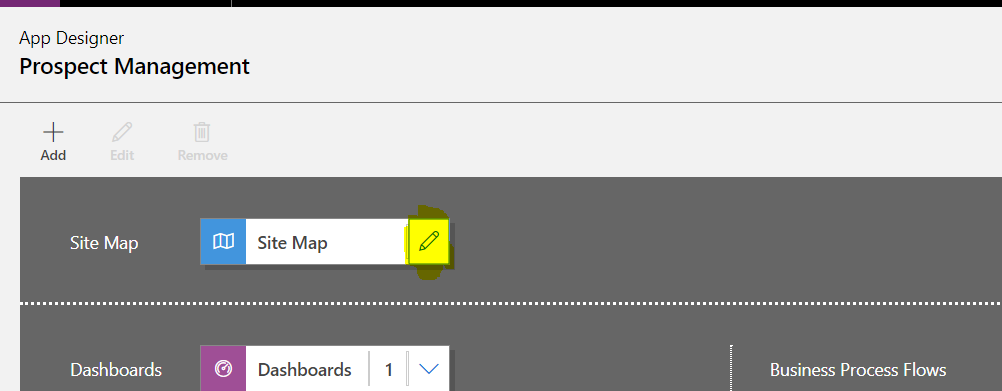 App Designer
Prospect Management
Add Edit Remove
Site Map Site Map
Dashboards Dashboards 1 Business Process Flows